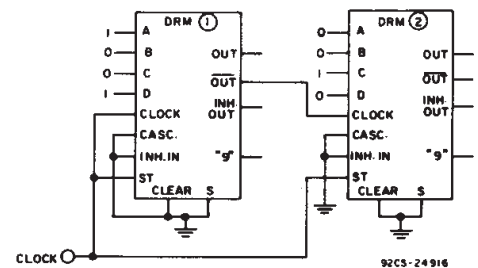 DRM 1
1 A
0 B
0 C
1 D
CLOCK
CASC.
INH. IN
ST
CLEAR S
OUT
OUT
INH. OUT
"9"
DRM 2
0 A
0 B
1 C
0 D
CLOCK
CASC.
INH. IN
ST
CLEAR S
OUT
OUT
INH. OUT
"9"
CLOCK
92CS-24916